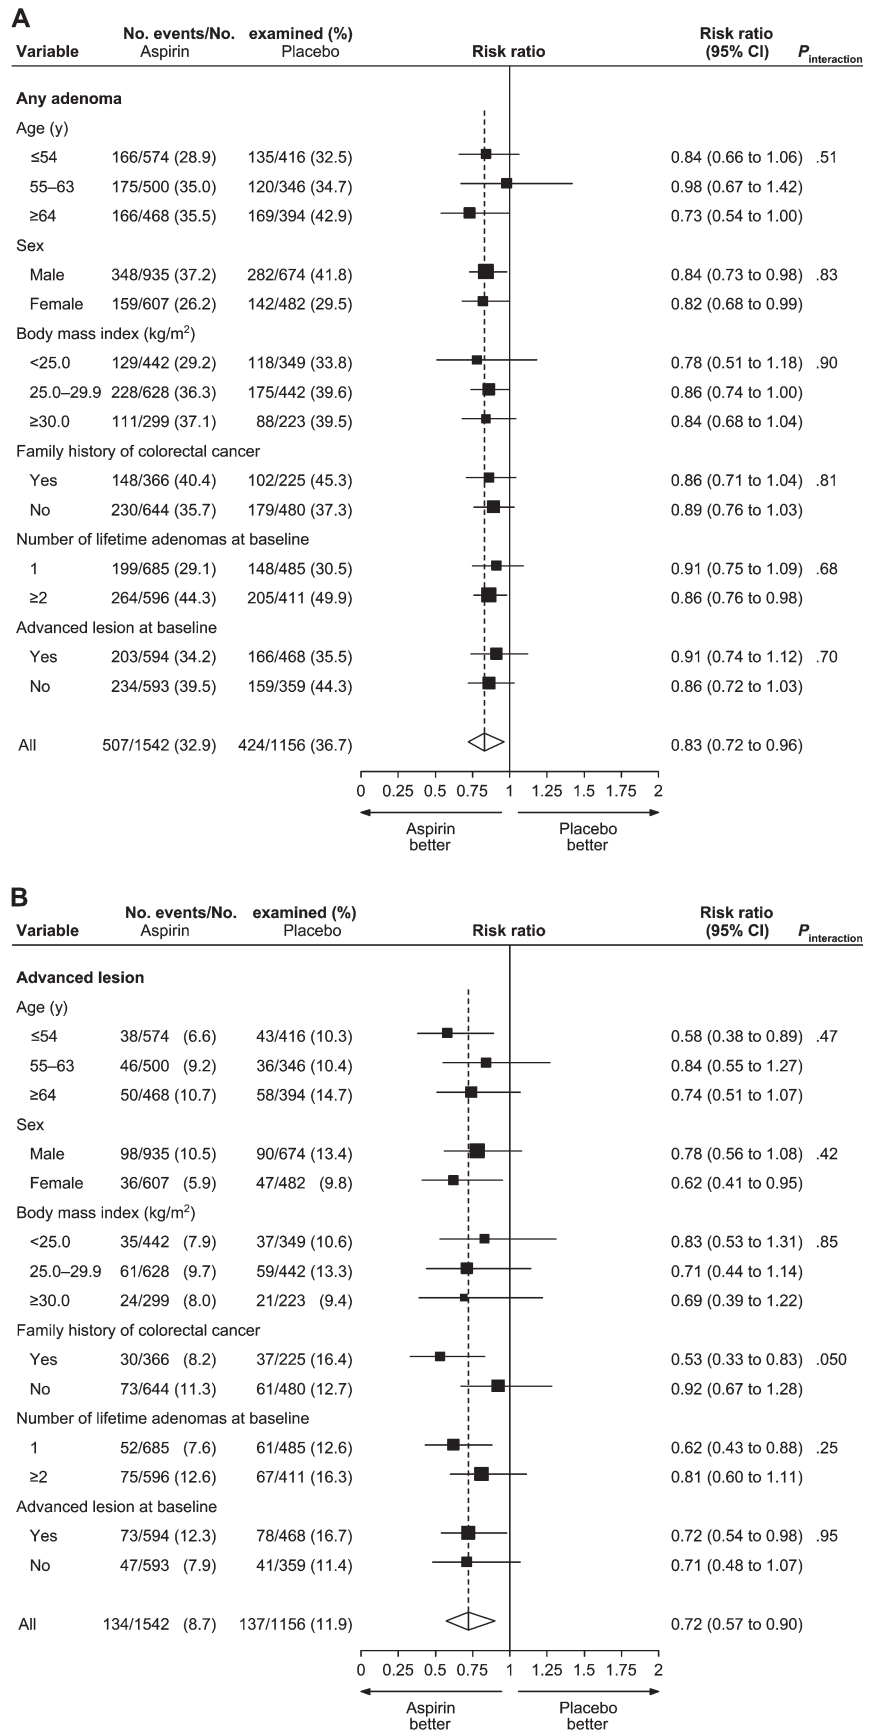 A
No. events/No. examined (%) Risk ratio
Variable Aspirin Placebo Risk ratio (95% CI) Pinteraction
Any adenoma
Age (y)
≤54 166/574 (28.9) 135/416 (32.5) 0.84 (0.66 to 1.06) .51
55–63 175/500 (35.0) 120/346 (34.7) 0.98 (0.67 to 1.42)
≥64 166/468 (35.5) 169/394 (42.9) 0.73 (0.54 to 1.00)
Sex
Male 348/935 (37.2) 282/674 (41.8) 0.84 (0.73 to 0.98) .83
Female 159/607 (26.2) 142/482 (29.5) 0.82 (0.68 to 0.99)
Body mass index (kg/m²)
<25.0 129/442 (29.2) 118/349 (33.8) 0.78 (0.51 to 1.18) .90
25.0–29.9 228/628 (36.3) 175/442 (39.6) 0.86 (0.74 to 1.00)
≥30.0 111/299 (37.1) 88/223 (39.5) 0.84 (0.68 to 1.04)
Family history of colorectal cancer
Yes 148/366 (40.4) 102/225 (45.3) 0.86 (0.71 to 1.04) .81
No 230/644 (35.7) 179/480 (37.3) 0.89 (0.76 to 1.03)
Number of lifetime adenomas at baseline
1 199/685 (29.1) 148/485 (30.5) 0.91 (0.75 to 1.09) .68
≥2 264/596 (44.3) 205/411 (49.9) 0.86 (0.76 to 0.98)
Advanced lesion at baseline
Yes 203/594 (34.2) 166/468 (35.5) 0.91 (0.74 to 1.12) .70
No 234/593 (39.5) 159/359 (44.3) 0.86 (0.72 to 1.03)
All 507/1542 (32.9) 424/1156 (36.7) 0.83 (0.72 to 0.96)
0 0.25 0.5 0.75 1 1.25 1.5 1.75 2
Aspirin Placebo
better better
B
No. events/No. examined (%) Risk ratio
Variable Aspirin Placebo Risk ratio (95% CI) Pinteraction
Advanced lesion
Age (y)
≤54 38/574 (6.6) 43/416 (10.3) 0.58 (0.38 to 0.89) .47
55–63 46/500 (9.2) 36/346 (10.4) 0.84 (0.55 to 1.27)
≥64 50/468 (10.7) 58/394 (14.7) 0.74 (0.51 to 1.07)
Sex
Male 98/935 (10.5) 90/674 (13.4) 0.78 (0.56 to 1.08) .42
Female 36/607 (5.9) 47/482 (9.8) 0.62 (0.41 to 0.95)
Body mass index (kg/m²)
<25.0 35/442 (7.9) 37/349 (10.6) 0.83 (0.53 to 1.31) .85
25.0–29.9 61/628 (9.7) 59/442 (13.3) 0.71 (0.44 to 1.14)
≥30.0 24/299 (8.0) 21/223 (9.4) 0.69 (0.39 to 1.22)
Family history of colorectal cancer
Yes 30/366 (8.2) 37/225 (16.4) 0.53 (0.33 to 0.83) .050
No 73/644 (11.3) 61/480 (12.7) 0.92 (0.67 to 1.28)
Number of lifetime adenomas at baseline
1 52/685 (7.6) 61/485 (12.6) 0.62 (0.43 to 0.88) .25
≥2 75/596 (12.6) 67/411 (16.3) 0.81 (0.60 to 1.11)
Advanced lesion at baseline
Yes 73/594 (12.3) 78/468 (16.7) 0.72 (0.54 to 0.98) .95
No 47/593 (7.9) 41/359 (11.4) 0.71 (0.48 to 1.07)
All 134/1542 (8.7) 137/1156 (11.9) 0.72 (0.57 to 0.90)
0 0.25 0.5 0.75 1 1.25 1.5 1.75 2
Aspirin Placebo
better better